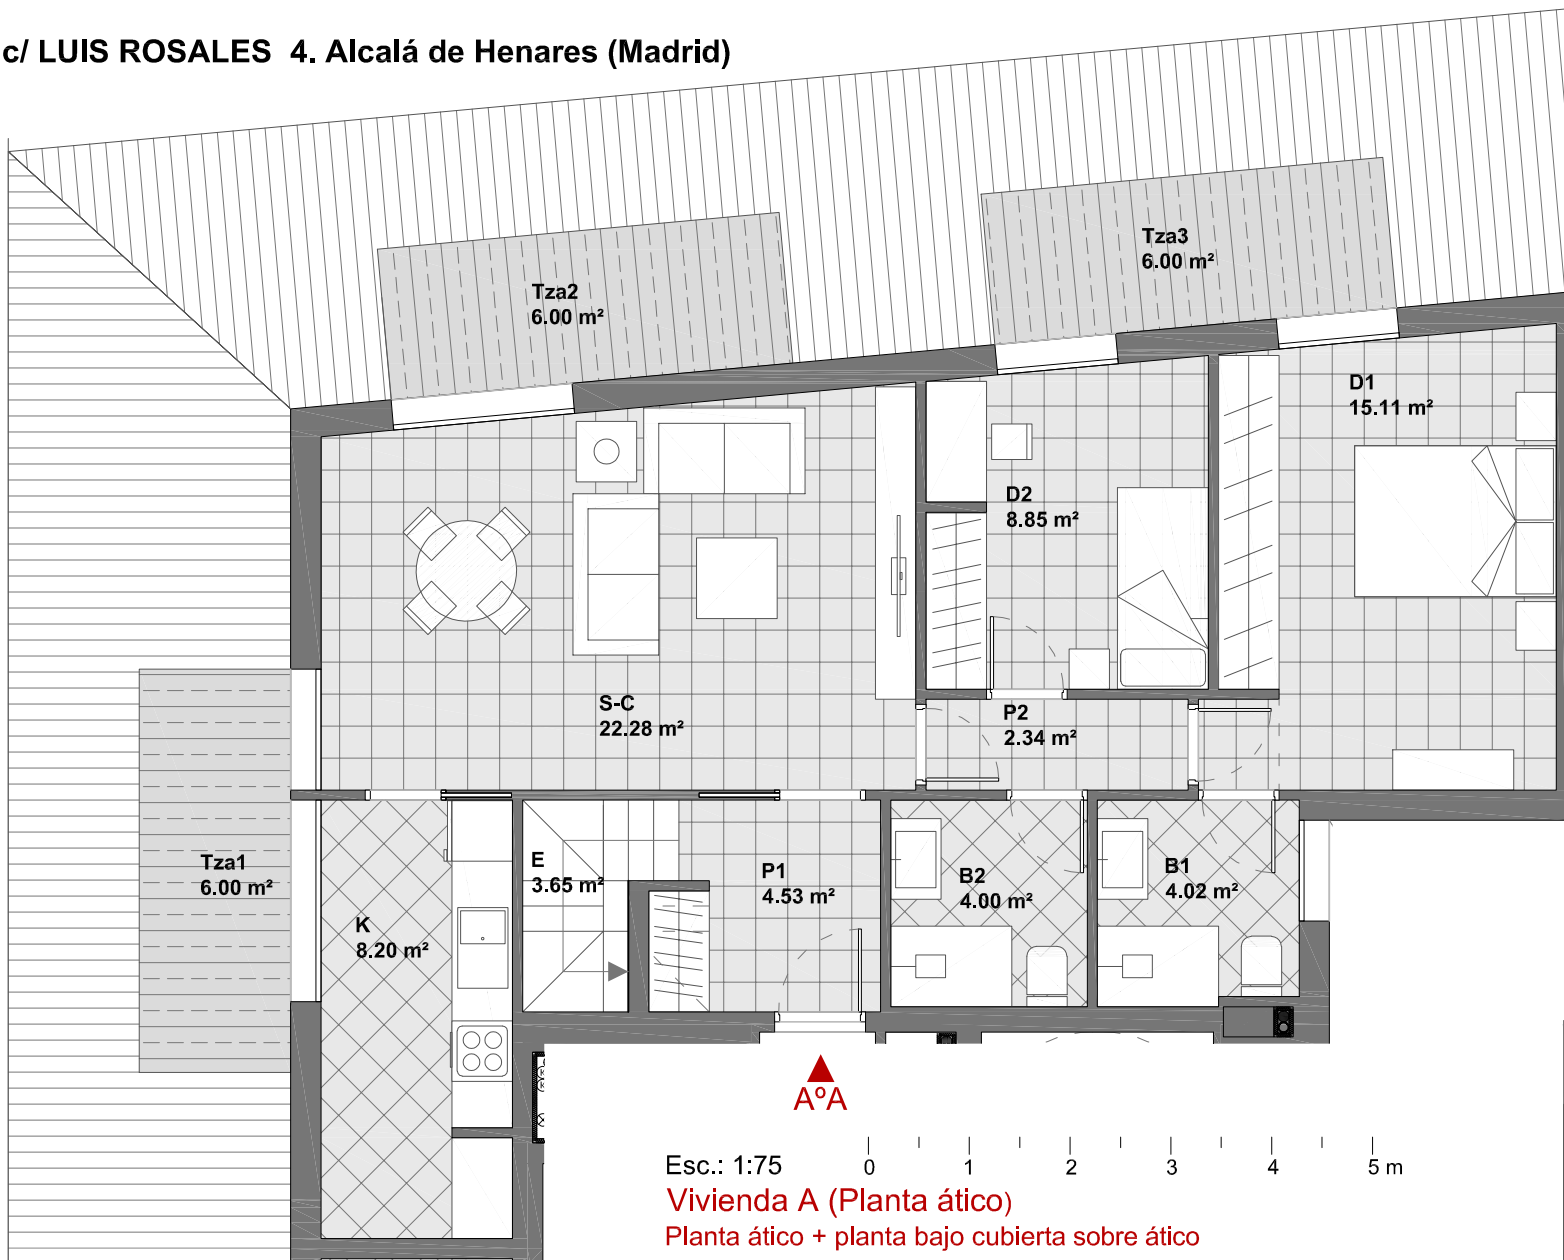 c/ LUIS ROSALES 4. Alcalá de Henares (Madrid)
Tza3
6.00 m²
Tza2
6.00 m²
D1
15.11 m²
D2
8.85 m²
S-C
22.28 m²
P2
2.34 m²
Tza1
6.00 m²
E
3.65 m²
P1
4.53 m²
B2
4.00 m²
B1
4.02 m²
K
8.20 m²
AºA
Esc.: 1:75
0 1 2 3 4 5 m
Vivienda A (Planta ático)
Planta ático + planta bajo cubierta sobre ático